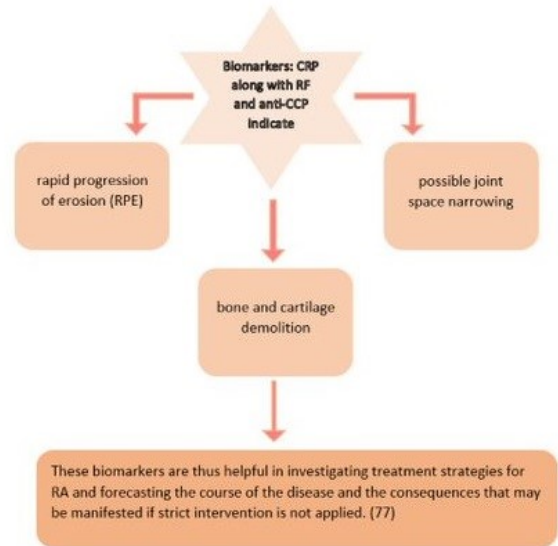 Biomarkers: CRP
along with RF
and anti-CCP
indicate
rapid progression
of erosion (RPE)
possible joint
space narrowing
bone and cartilage
demolition
These biomarkers are thus helpful in investigating treatment strategies for
RA and forecasting the course of the disease and the consequences that may
be manifested if strict intervention is not applied. (77)